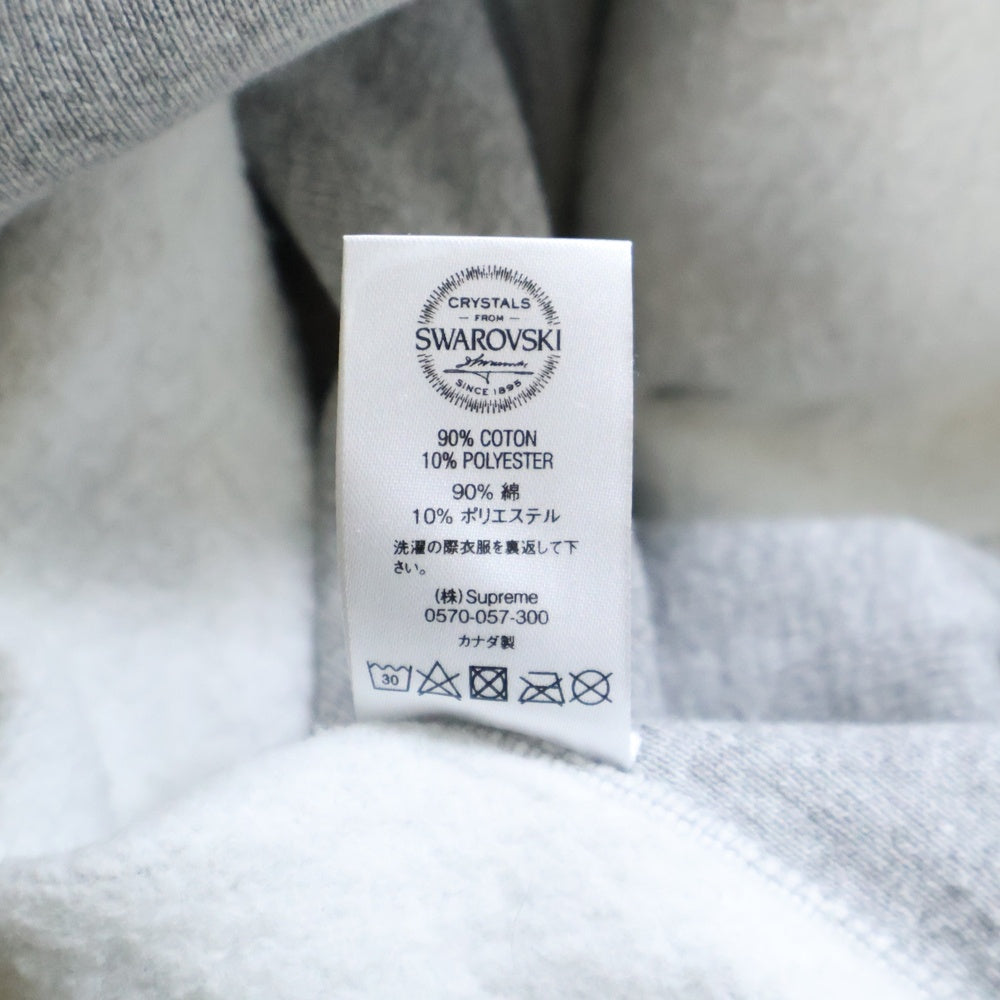 CRYSTALS
— FROM —
SWAROVSKI
SINCE 1895
90% COTON
10% POLYESTER
90% 綿
10% ポリエステル
洗濯の際衣服を裏返して下
さい。
(株)Supreme
0570-057-300
カナダ製
30